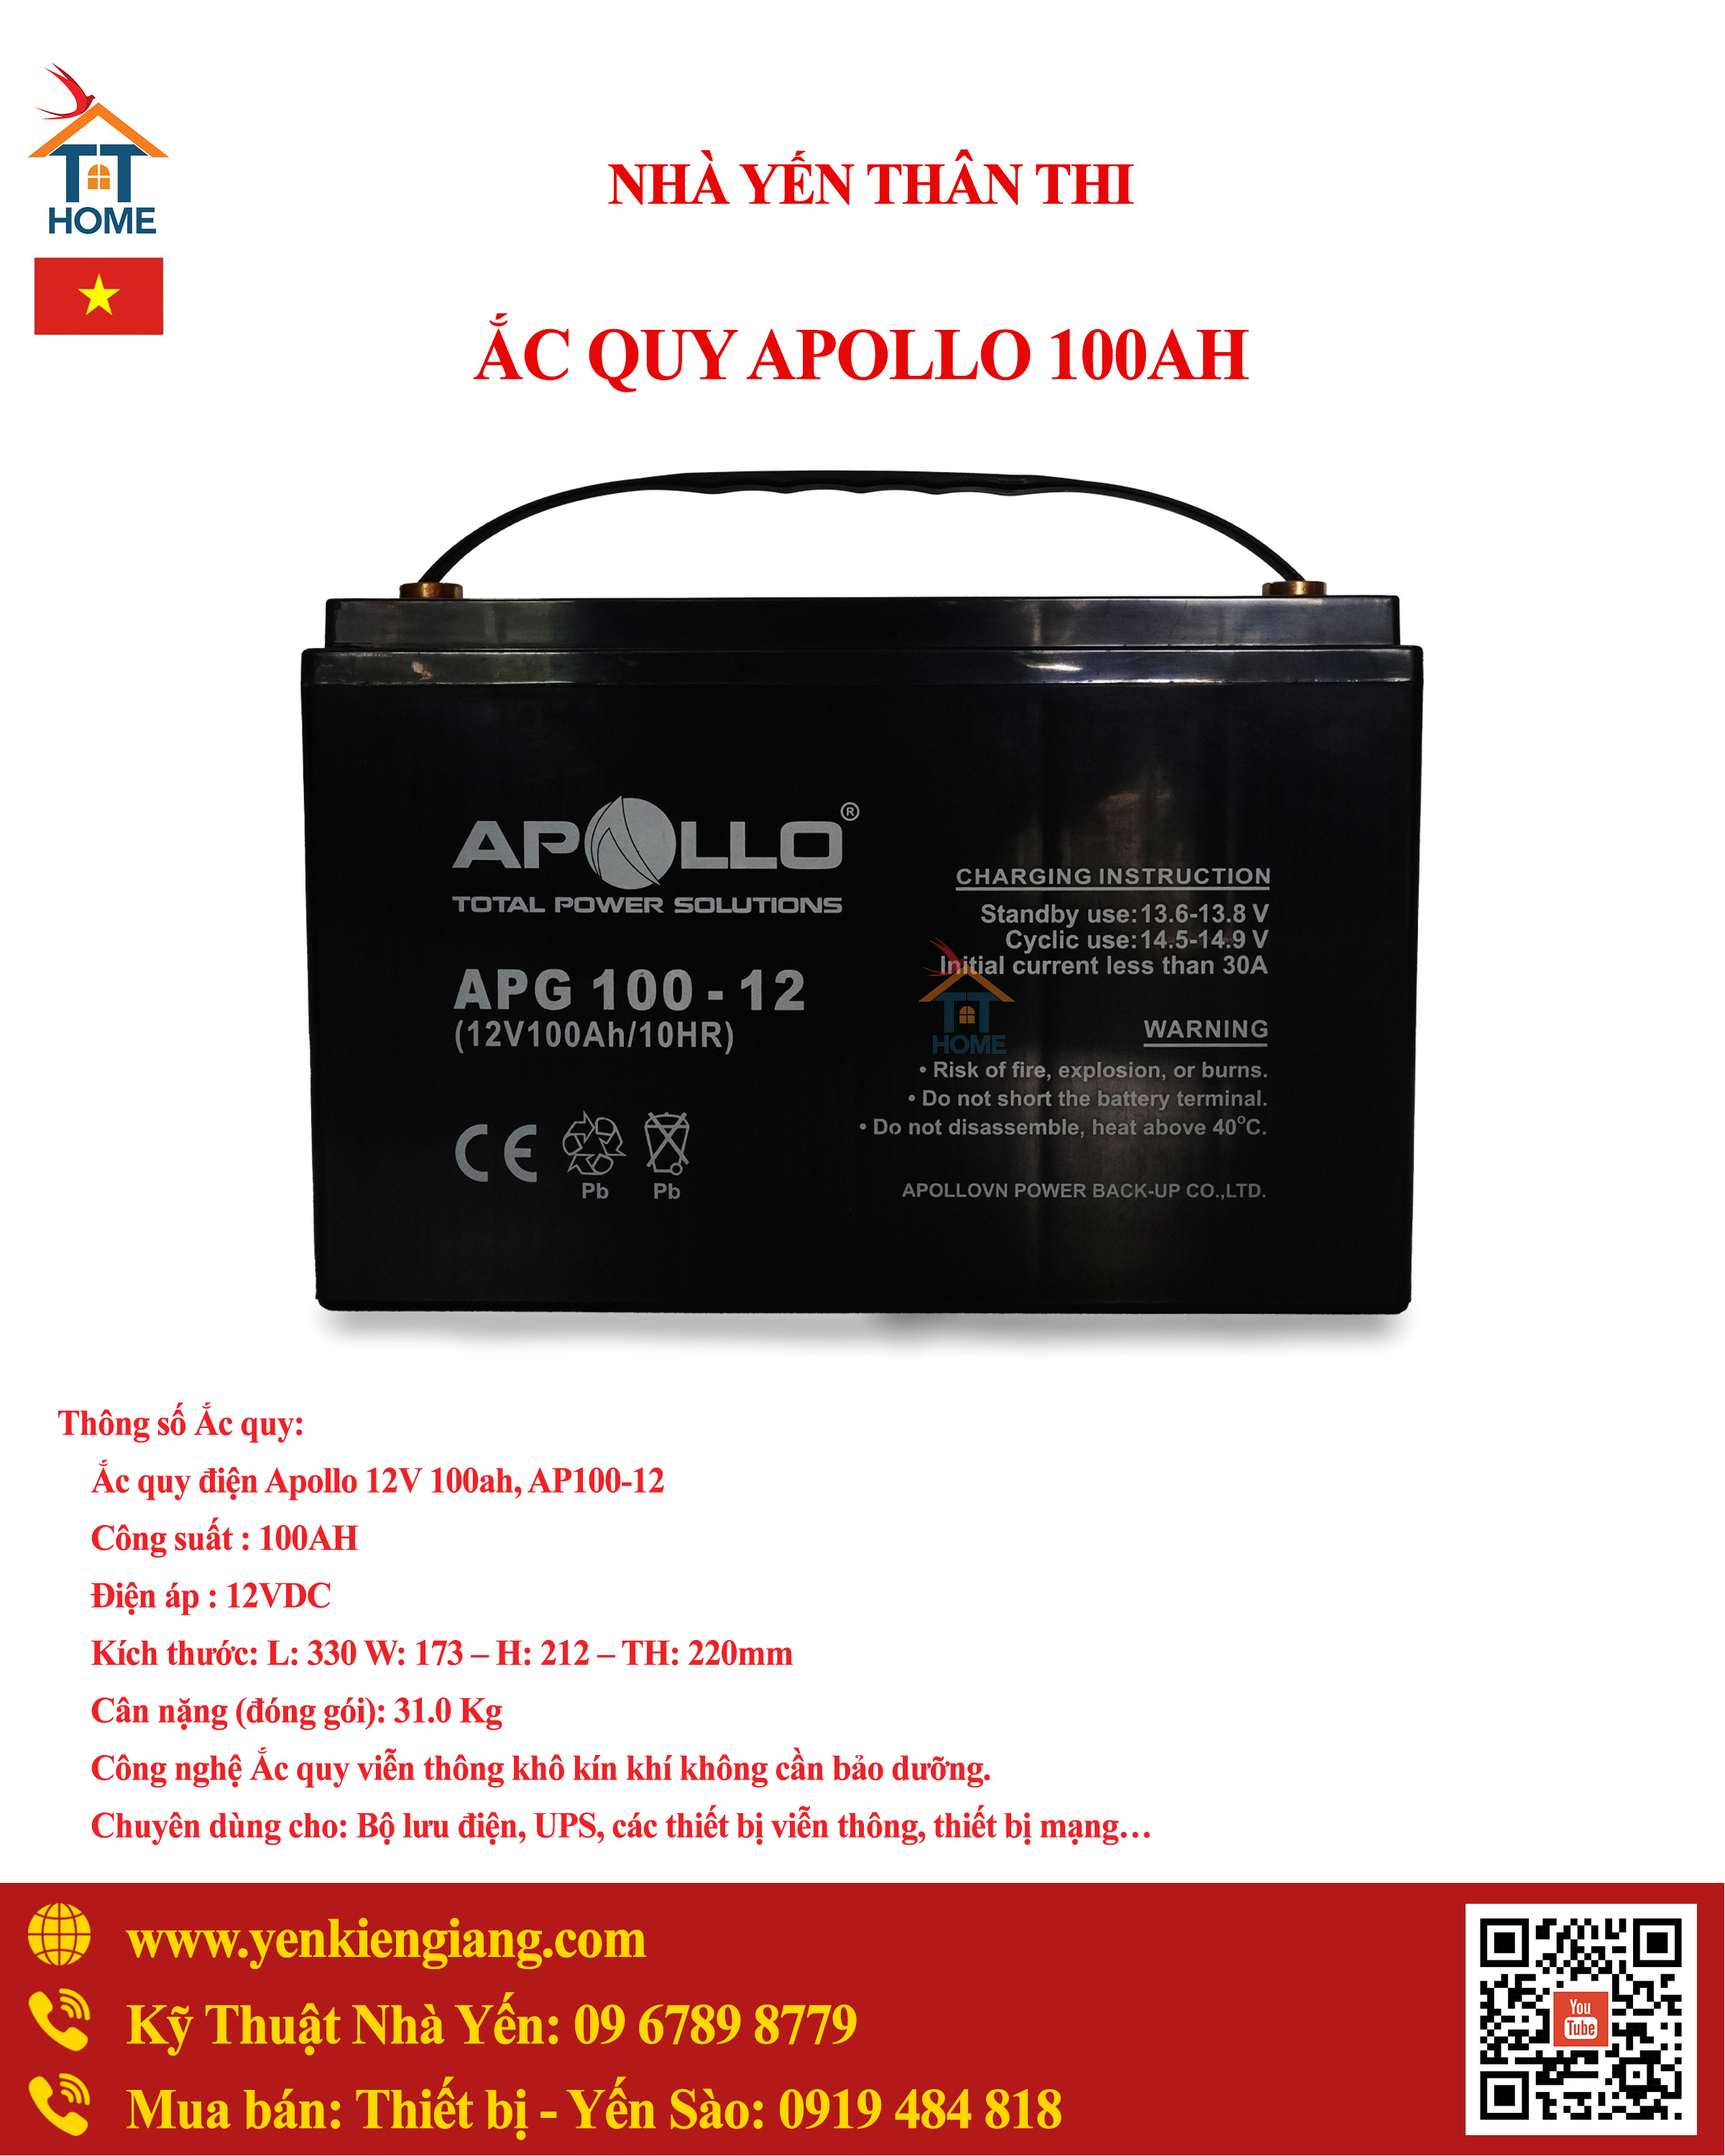 TT
HOME
NHÀ YẾN THÂN THI
ẮC QUY APOLLO 100AH
APOLLO®
TOTAL POWER SOLUTIONS
APG 100 - 12
(12V100Ah/10HR)
CE
Pb
Pb
CHARGING INSTRUCTION
Standby use:13.6-13.8 V
Cyclic use:14.5-14.9 V
Initial current less than 30A
TT
HOME
WARNING
• Risk of fire, explosion, or burns.
• Do not short the battery terminal.
• Do not disassemble, heat above 40°C.
APOLLOVN POWER BACK-UP CO.,LTD.
Thông số Ắc quy:
Ắc quy điện Apollo 12V 100ah, AP100-12
Công suất : 100AH
Điện áp : 12VDC
Kích thước: L: 330 W: 173 – H: 212 – TH: 220mm
Cân nặng (đóng gói): 31.0 Kg
Công nghệ Ắc quy viễn thông khô kín khí không cần bảo dưỡng.
Chuyên dùng cho: Bộ lưu điện, UPS, các thiết bị viễn thông, thiết bị mạng…
www.yenkiengiang.com
Kỹ Thuật Nhà Yến: 09 6789 8779
Mua bán: Thiết bị - Yến Sào: 0919 484 818
You
Tube